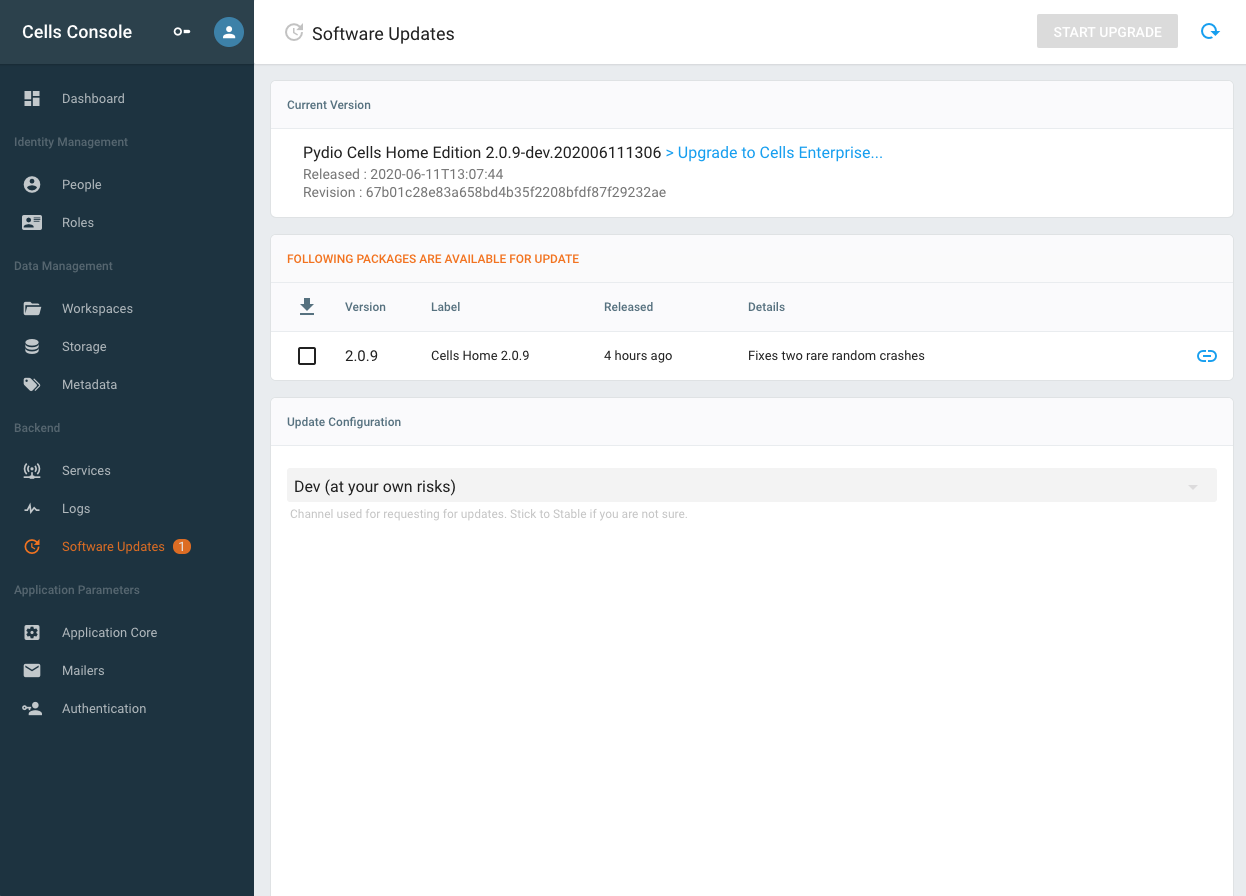 Cells Console
Dashboard
Identity Management
People
Roles
Data Management
Workspaces
Storage
Metadata
Backend
Services
Logs
Software Updates 1
Application Parameters
Application Core
Mailers
Authentication
Software Updates
START UPGRADE
Current Version
Pydio Cells Home Edition 2.0.9-dev.202006111306 > Upgrade to Cells Enterprise...
Released : 2020-06-11T13:07:44
Revision : 67b01c28e83a658bd4b35f2208bfdf87f29232ae
FOLLOWING PACKAGES ARE AVAILABLE FOR UPDATE
Version Label Released Details
2.0.9 Cells Home 2.0.9 4 hours ago Fixes two rare random crashes
Update Configuration
Dev (at your own risks)
Channel used for requesting for updates. Stick to Stable if you are not sure.